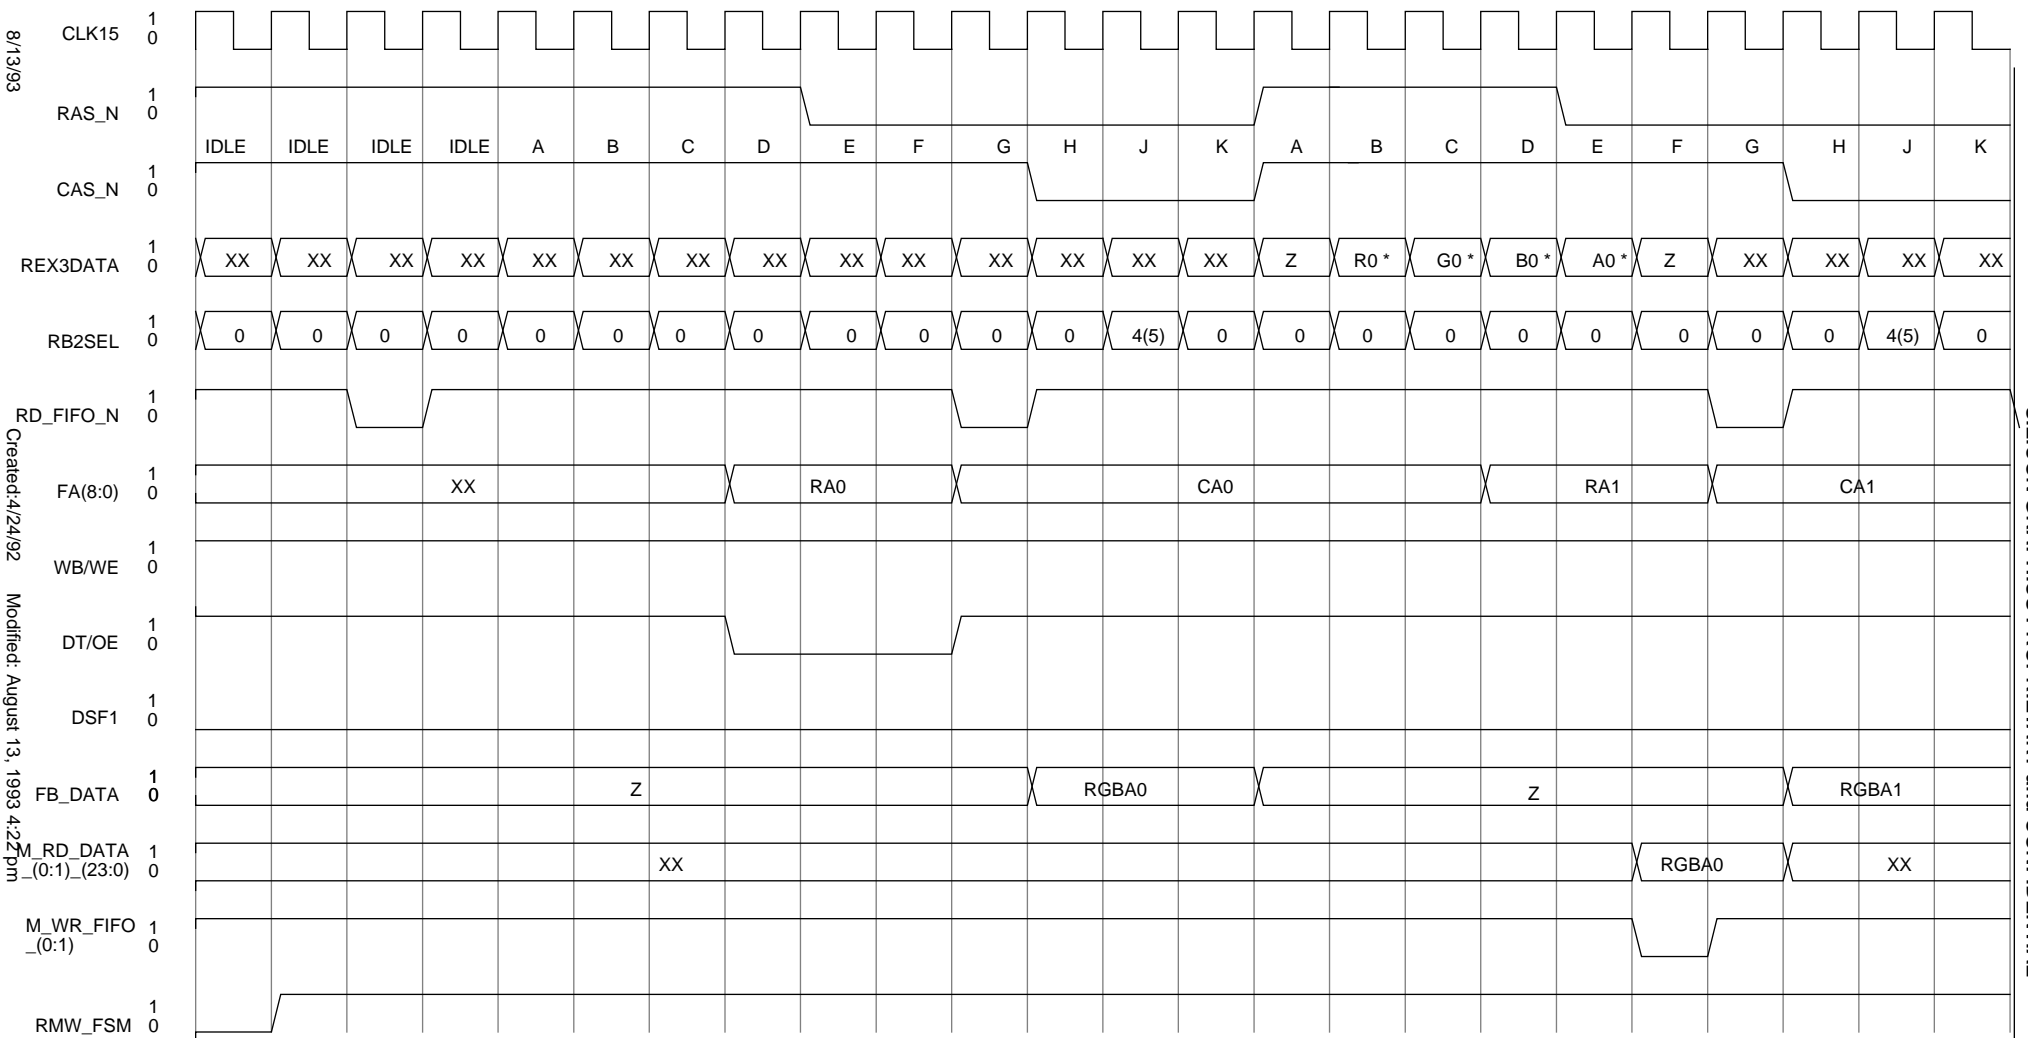 8/13/93
Created:4/24/92 Modified: August 13, 1993 4:22 pm
CLK15 1 0
RAS_N 1 0
IDLE IDLE IDLE IDLE A B C D E F G H J K A B C D E F G H J K
CAS_N 1 0
REX3DATA 1 0 XX XX XX XX XX XX XX XX XX XX XX XX XX XX Z R0 * G0 * B0 * A0 * Z XX XX XX XX
RB2SEL 1 0 0 0 0 0 0 0 0 0 0 0 0 0 4(5) 0 0 0 0 0 0 0 0 0 4(5) 0
RD_FIFO_N 1 0
FA(8:0) 1 0 XX RA0 CA0 RA1 CA1
WB/WE 1 0
DT/OE 1 0
DSF1 1 0
FB_DATA 1 0 Z RGBA0 Z RGBA1
M_RD_DATA 1
_(0:1)_(23:0) 0 XX RGBA0 XX
M_WR_FIFO 1
_(0:1) 0
RMW_FSM 1 0